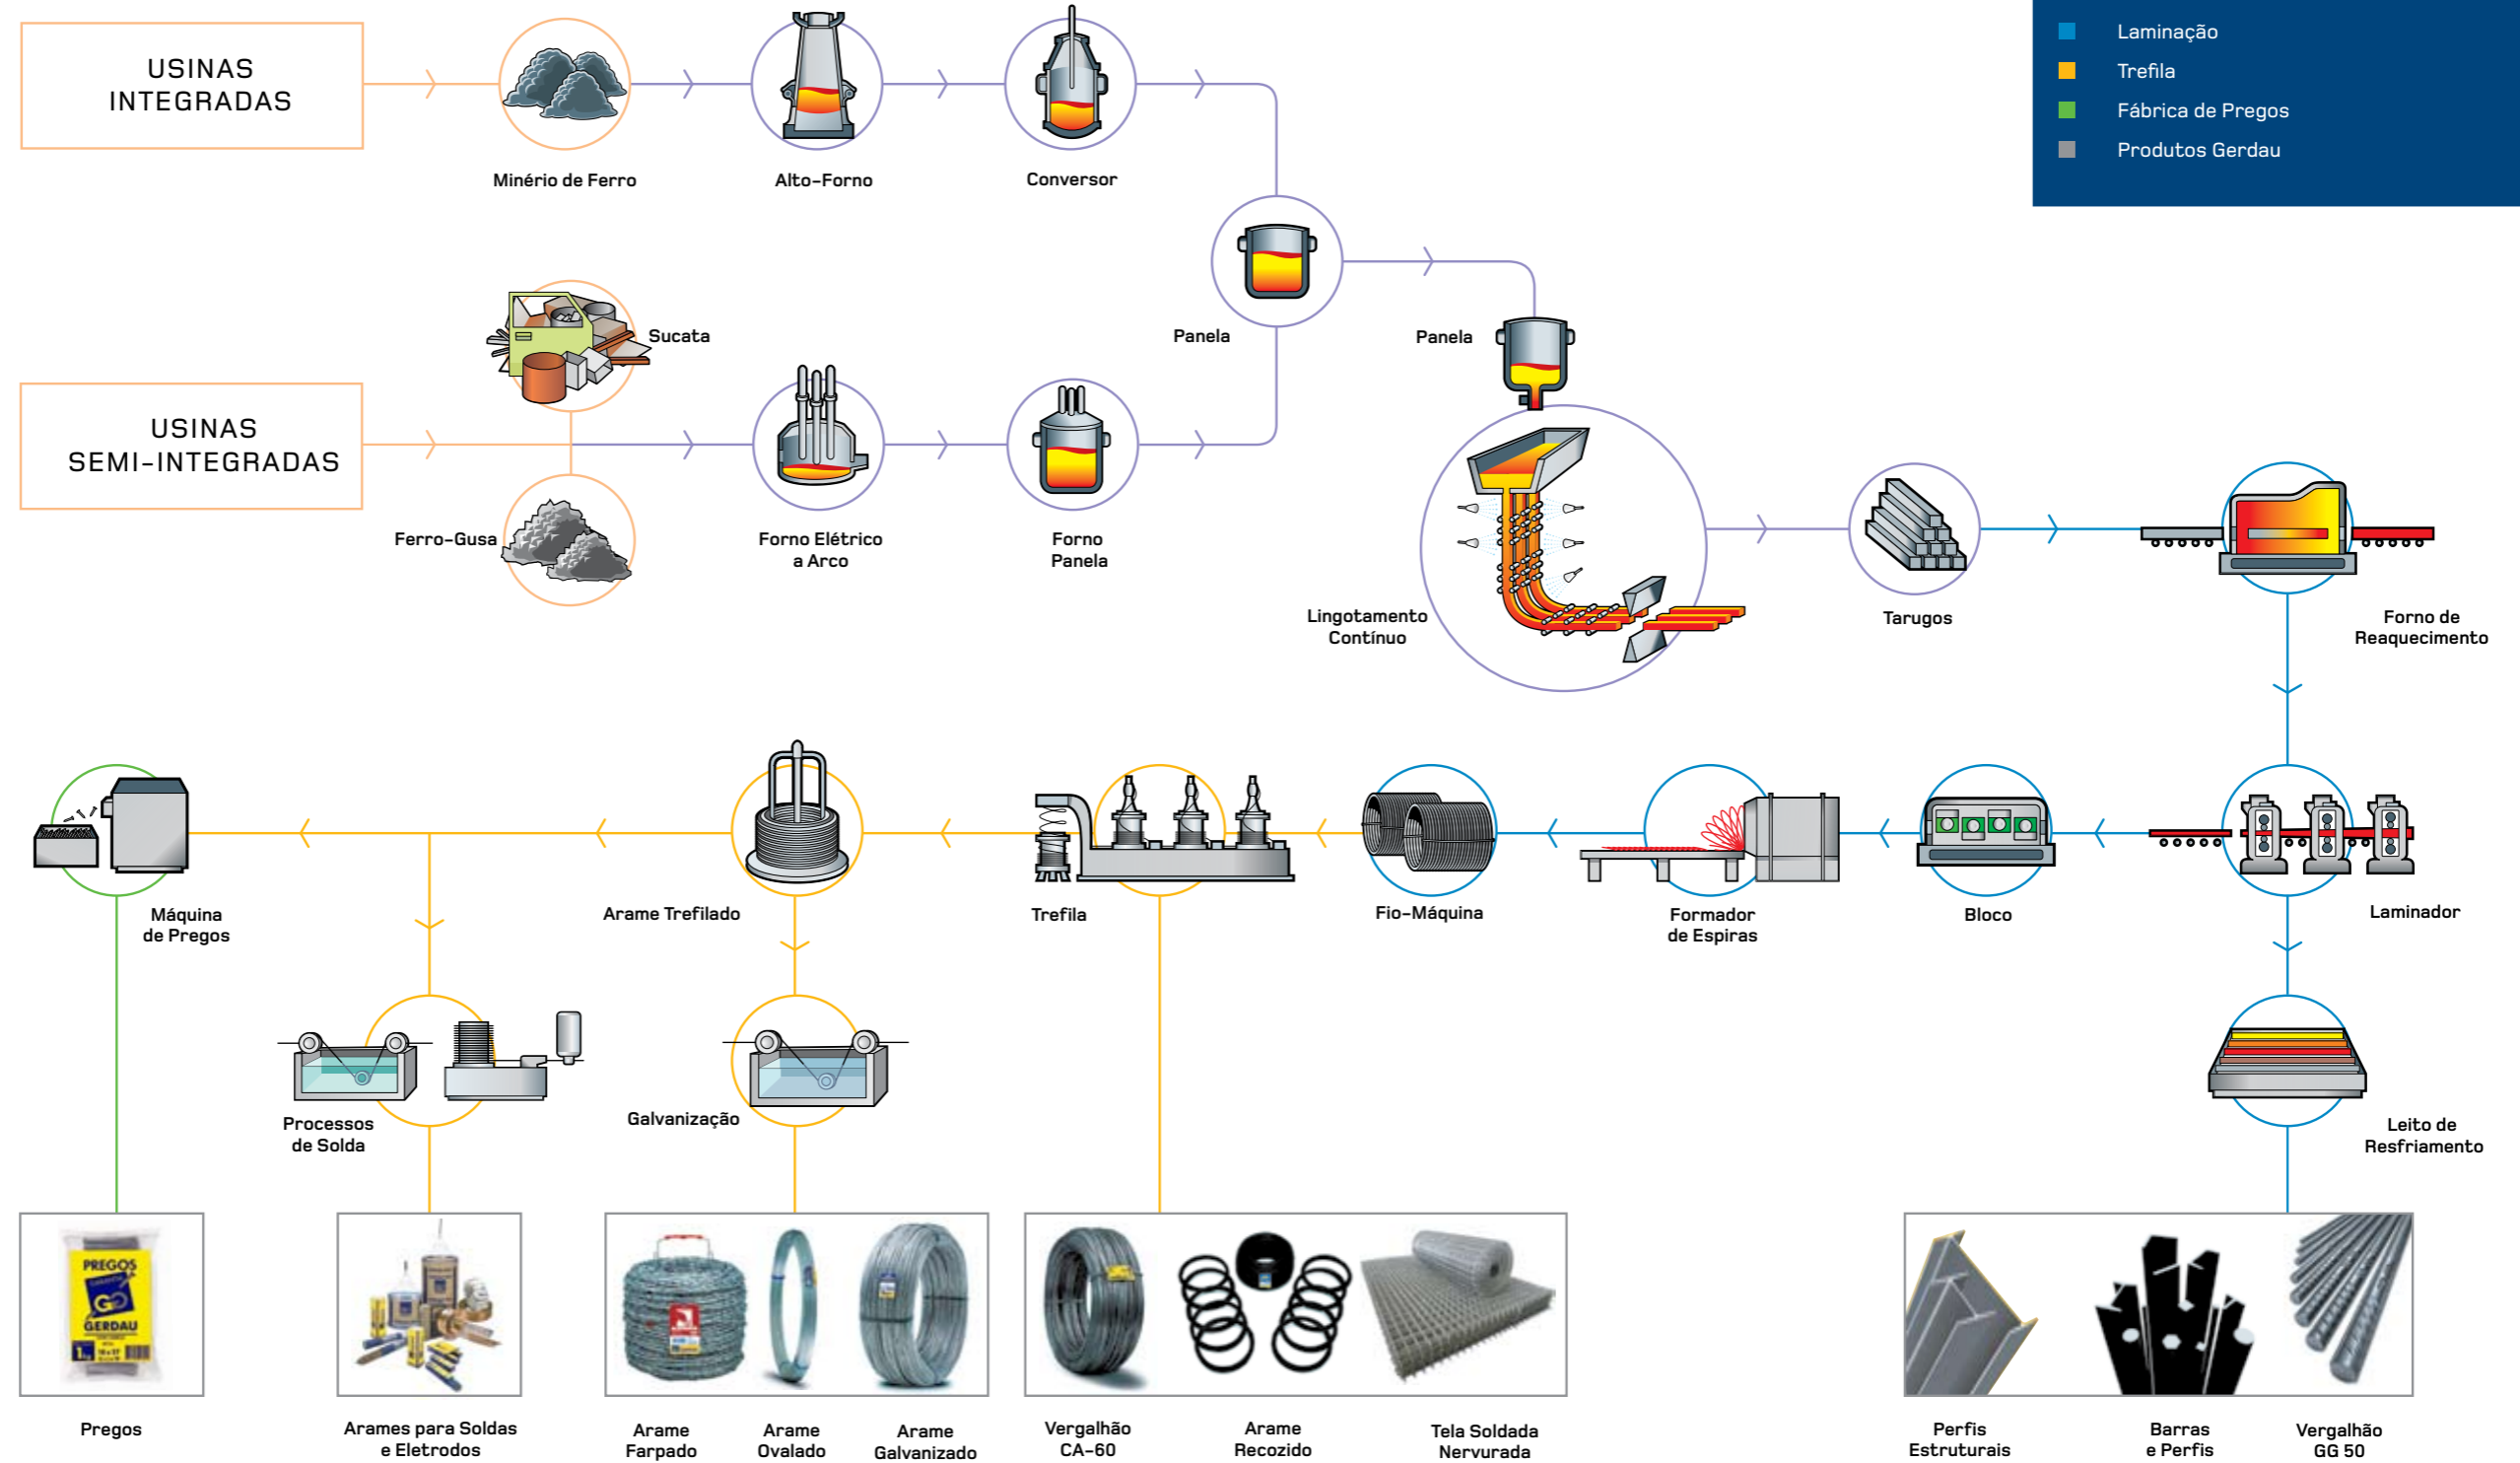 USINAS
INTEGRADAS
Laminação
Trefila
Fábrica de Pregos
Produtos Gerdau
Minério de Ferro
Alto-Forno
Conversor
Sucata
Panela
Panela
USINAS
SEMI-INTEGRADAS
Ferro-Gusa
Forno Elétrico
a Arco
Forno
Panela
Lingotamento
Contínuo
Tarugos
Forno de
Reaquecimento
Máquina
de Pregos
Arame Trefilado
Trefila
Fio-Máquina
Formador
de Espiras
Bloco
Laminador
Processos
de Solda
Galvanização
Leito de
Resfriamento
PREGOS
GERDAU
Pregos
Arames para Soldas
e Eletrodos
Arame
Farpado
Arame
Ovalado
Arame
Galvanizado
Vergalhão
CA-60
Arame
Recozido
Tela Soldada
Nervurada
Perfis
Estruturais
Barras
e Perfis
Vergalhão
GG 50